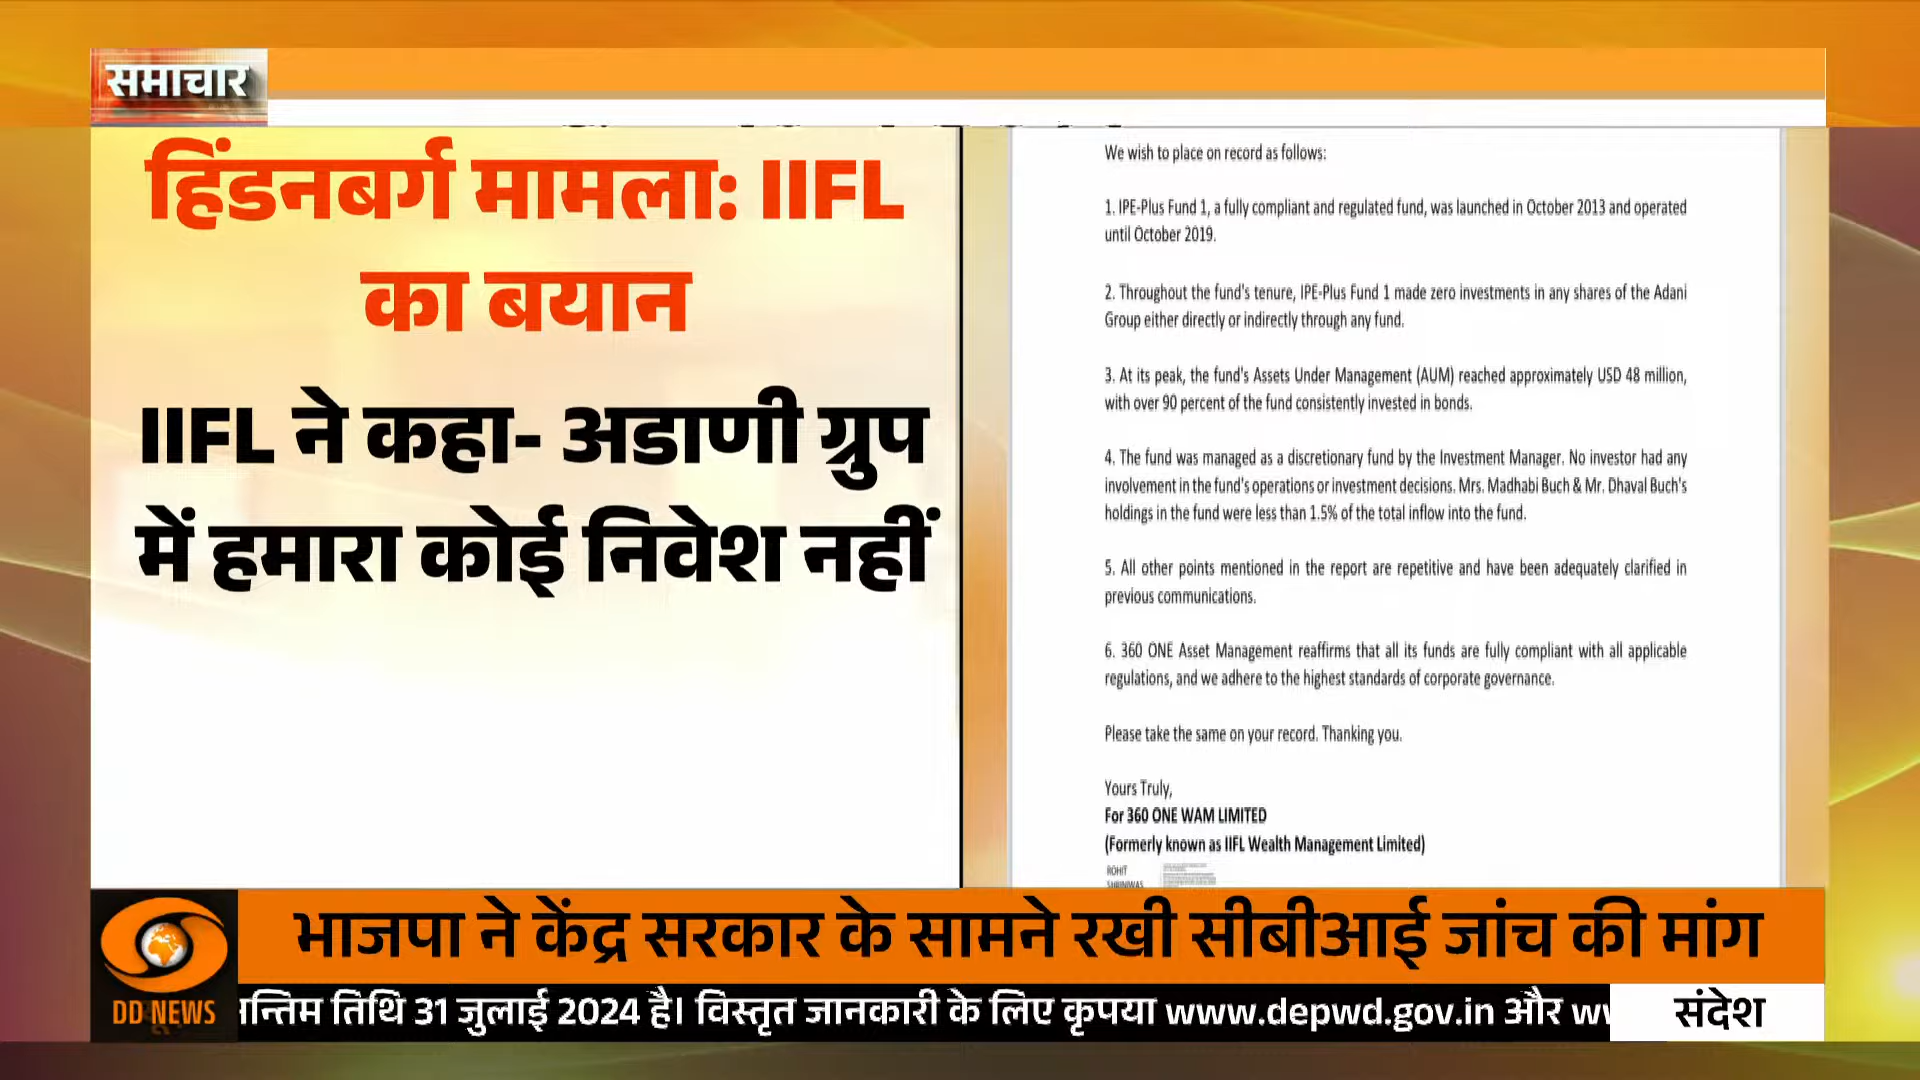 समाचार
हिंडनबर्ग मामला: IIFL
का बयान
IIFL ने कहा- अडाणी ग्रुप
में हमारा कोई निवेश नहीं
We wish to place on record as follows:
1. IPE-Plus Fund 1, a fully compliant and regulated fund, was launched in October 2013 and operated
until October 2019.
2. Throughout the fund's tenure, IPE-Plus Fund 1 made zero investments in any shares of the Adani
Group either directly or indirectly through any fund.
3. At its peak, the fund's Assets Under Management (AUM) reached approximately USD 48 million,
with over 90 percent of the fund consistently invested in bonds.
4. The fund was managed as a discretionary fund by the Investment Manager. No investor had any
involvement in the fund's operations or investment decisions. Mrs. Madhabi Buch & Mr. Dhaval Buch's
holdings in the fund were less than 1.5% of the total inflow into the fund.
5. All other points mentioned in the report are repetitive and have been adequately clarified in
previous communications.
6. 360 ONE Asset Management reaffirms that all its funds are fully compliant with all applicable
regulations, and we adhere to the highest standards of corporate governance.
Please take the same on your record. Thanking you.
Yours Truly,
For 360 ONE WAM LIMITED
(Formerly known as IIFL Wealth Management Limited)
ROHIT
भाजपा ने केंद्र सरकार के सामने रखी सीबीआई जांच की मांग
DD NEWS
तिथि 31 जुलाई 2024 है। विस्तृत जानकारी के लिए कृपया www.depwd.gov.in और
संदेश